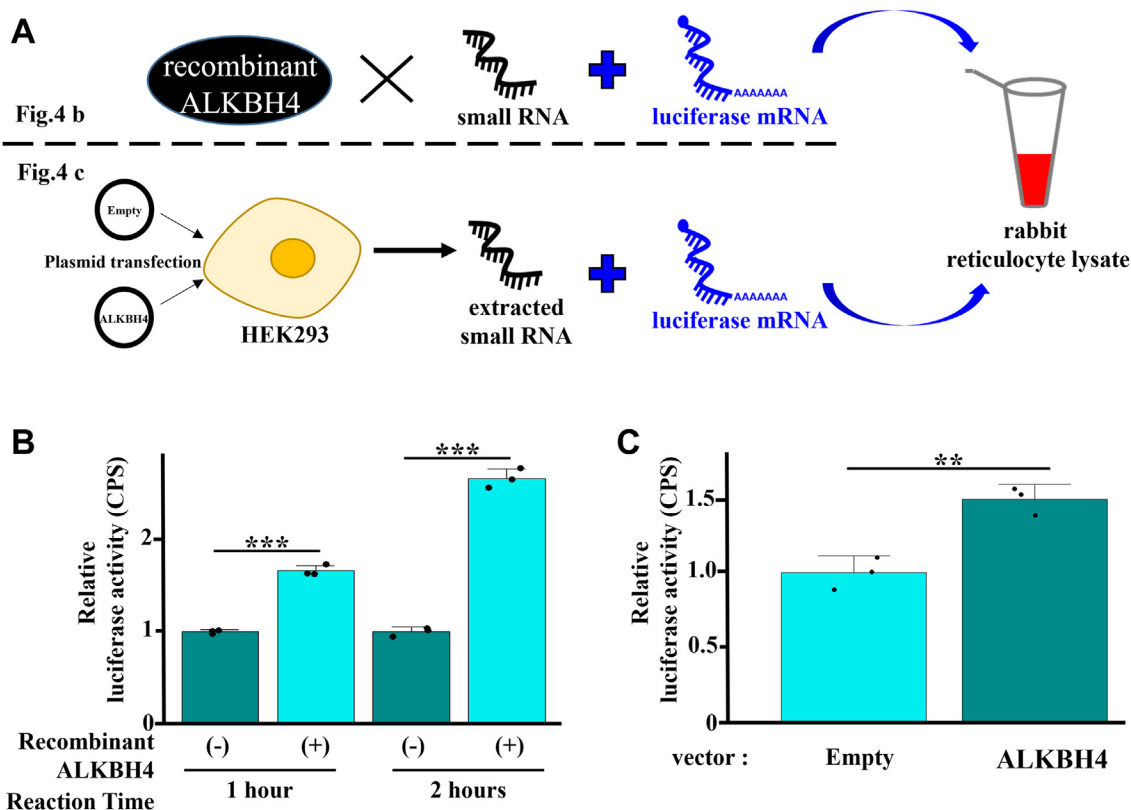 A
recombinant
ALKBH4
small RNA
AAAAAAA
luciferase mRNA
Fig.4 b
Fig.4 c
Empty
Plasmid transfection
ALKBH4
HEK293
extracted
small RNA
AAAAAAA
luciferase mRNA
rabbit
reticulocyte lysate
B
Relative
luciferase activity (CPS)
2
1
0
***
***
Recombinant
ALKBH4
(-)
(+)
(-)
(+)
Reaction Time
1 hour
2 hours
C
Relative
luciferase activity (CPS)
1.5
1.0
0.5
0
**
vector :
Empty
ALKBH4